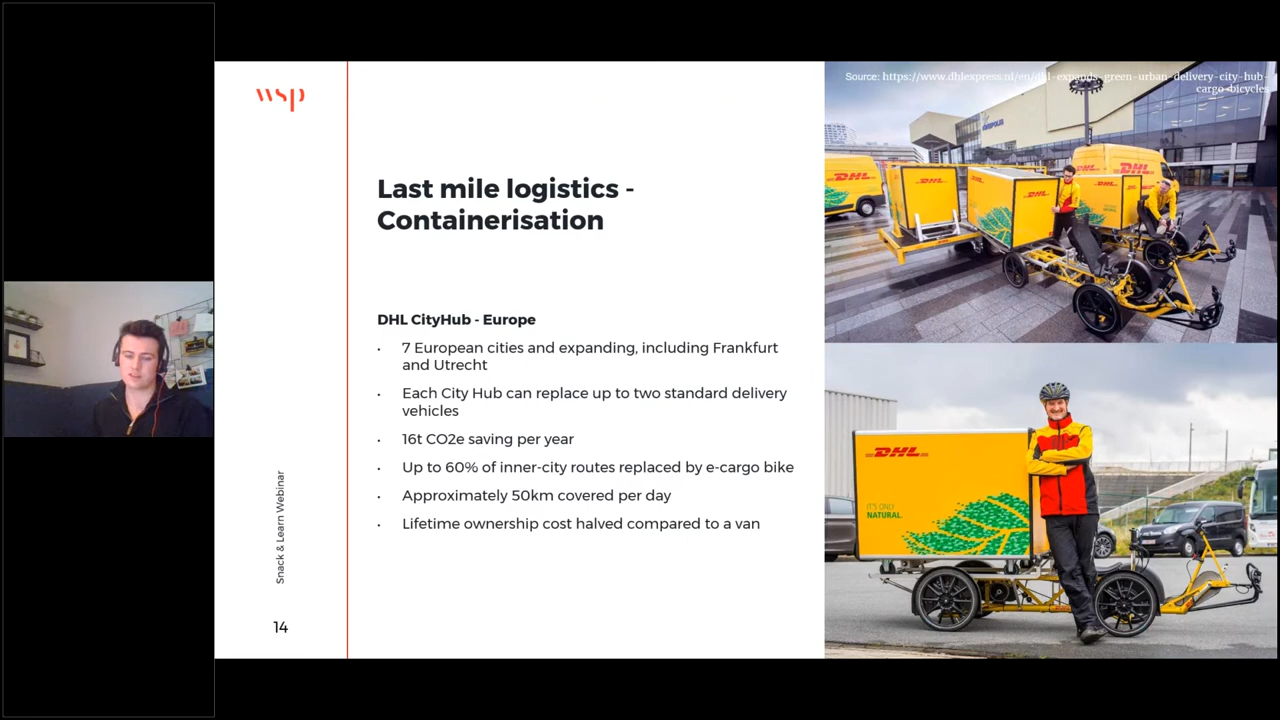 wsp
Last mile logistics -
Containerisation
DHL CityHub - Europe
• 7 European cities and expanding, including Frankfurt
and Utrecht
• Each City Hub can replace up to two standard delivery
vehicles
• 16t CO2e saving per year
• Up to 60% of inner-city routes replaced by e-cargo bike
• Approximately 50km covered per day
• Lifetime ownership cost halved compared to a van
Snack & Learn Webinar
14
Source: https://www.dhlexpress.nl/en/dhl-expands-green-urban-delivery-city-hub-
cargo-bicycles
DHL
DHL
DHL
DHL
DHL
IT'S ONLY
NATURAL.